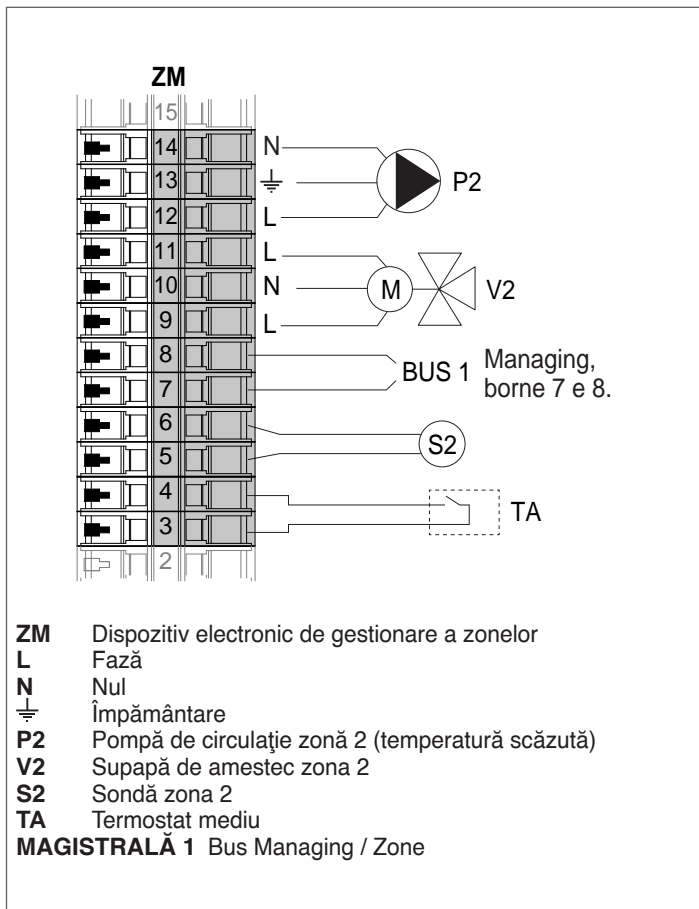 ZM
15
14 N
13 ⏚ P2
12 L
11 L
10 N M V2
9 L
8
BUS 1 Managing,
7 borne 7 e 8.
6
S2
5
4
TA
3
2
ZM Dispozitiv electronic de gestionare a zonelor
L Fază
N Nul
⏚ Împământare
P2 Pompă de circulaţie zonă 2 (temperatură scăzută)
V2 Supapă de amestec zona 2
S2 Sondă zona 2
TA Termostat mediu
MAGISTRALĂ 1 Bus Managing / Zone